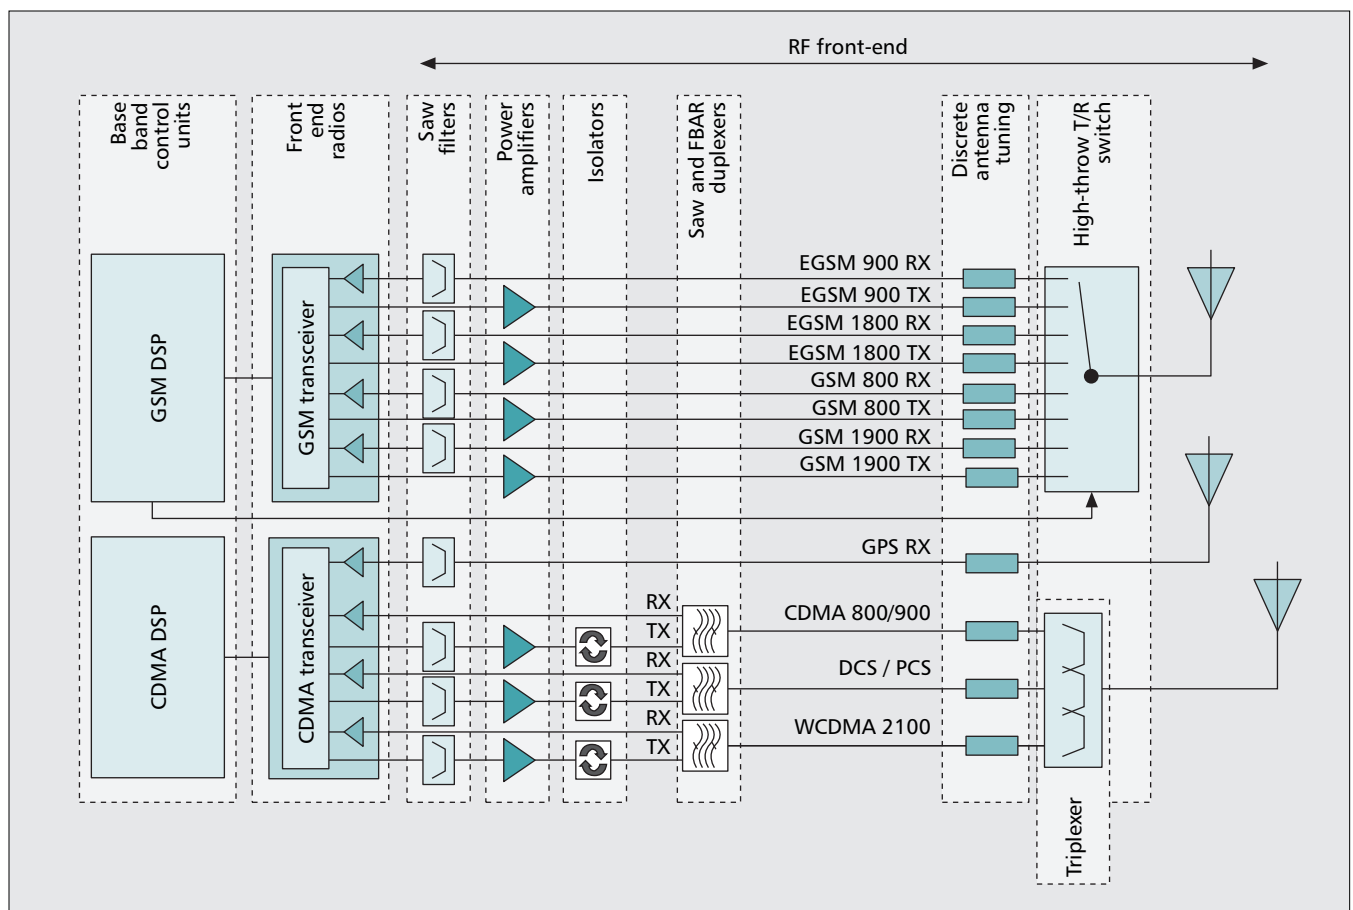 RF front-end
Base
band
control
units
Front
end
radios
Saw
filters
Power
amplifiers
Isolators
Saw and FBAR
duplexers
Discrete
antenna
tuning
High-throw T/R
switch
GSM DSP
GSM transceiver
EGSM 900 RX
EGSM 900 TX
EGSM 1800 RX
EGSM 1800 TX
GSM 800 RX
GSM 800 TX
GSM 1900 RX
GSM 1900 TX
CDMA DSP
CDMA transceiver
GPS RX
RX
TX
RX
TX
RX
TX
CDMA 800/900
DCS / PCS
WCDMA 2100
Triplexer